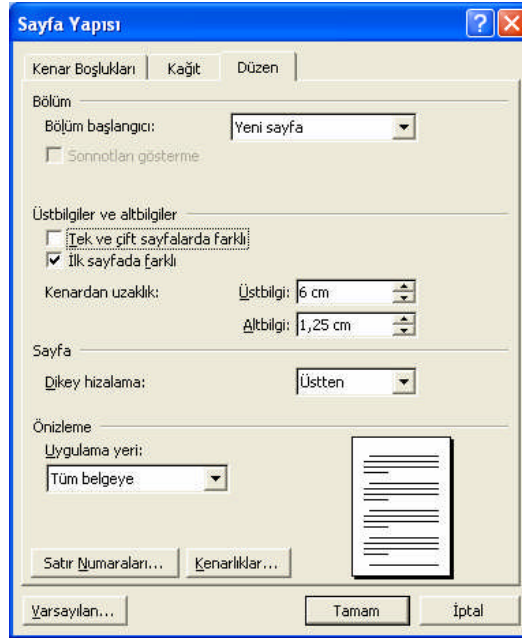 Sayfa Yapısı
Kenar Boşlukları Kağıt Düzen
Bölüm
Bölüm başlangıcı: Yeni sayfa
Sonnotları gösterme
Üstbilgiler ve altbilgiler
Tek ve çift sayfalarda farklı
İlk sayfada farklı
Kenardan uzaklık: Üstbilgi: 6 cm
Altbilgi: 1,25 cm
Sayfa
Dikey hizalama: Üstten
Önizleme
Uygulama yeri:
Tüm belgeye
Satır Numaraları... Kenarlıklar...
Varsayılan... Tamam İptal